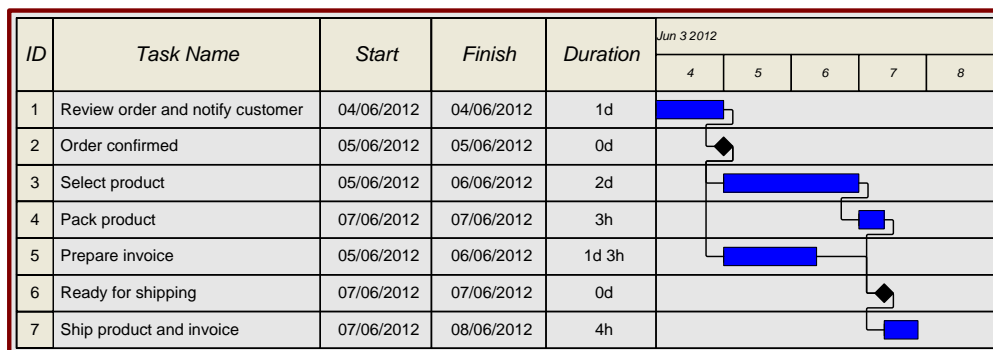 ID Task Name Start Finish Duration Jun 3 2012
4 5 6 7 8
1 Review order and notify customer 04/06/2012 04/06/2012 1d
2 Order confirmed 05/06/2012 05/06/2012 0d
3 Select product 05/06/2012 06/06/2012 2d
4 Pack product 07/06/2012 07/06/2012 3h
5 Prepare invoice 05/06/2012 06/06/2012 1d 3h
6 Ready for shipping 07/06/2012 07/06/2012 0d
7 Ship product and invoice 07/06/2012 08/06/2012 4h